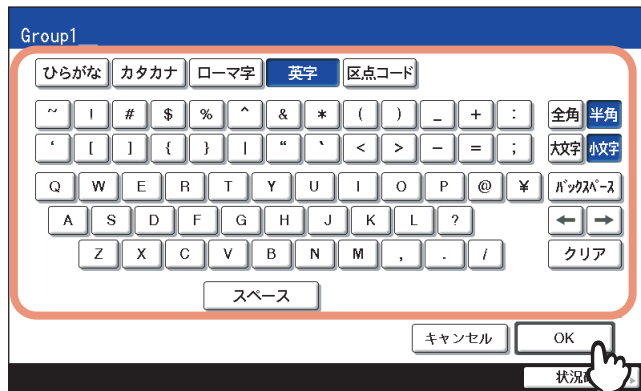 Group1
ひらがな カタカナ ローマ字 英字 区点コード
~ ! # $ % ^ & * ( ) _ + : 全角 半角
‘ [ ] { } | “ ` < > − = ; 大文字 小文字
Q W E R T Y U I O P @ ¥ バックスペース
A S D F G H J K L ? ← →
Z X C V B N M , . / クリア
スペース
キャンセル OK
状況